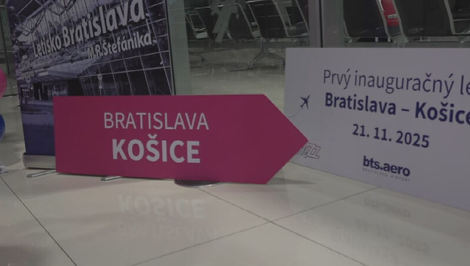 Letisko Bratislava
M.R.Štefánika
BRATISLAVA
KOŠICE
Prvý inauguračný le
Bratislava – Košice
21. 11. 2025
bts.aero